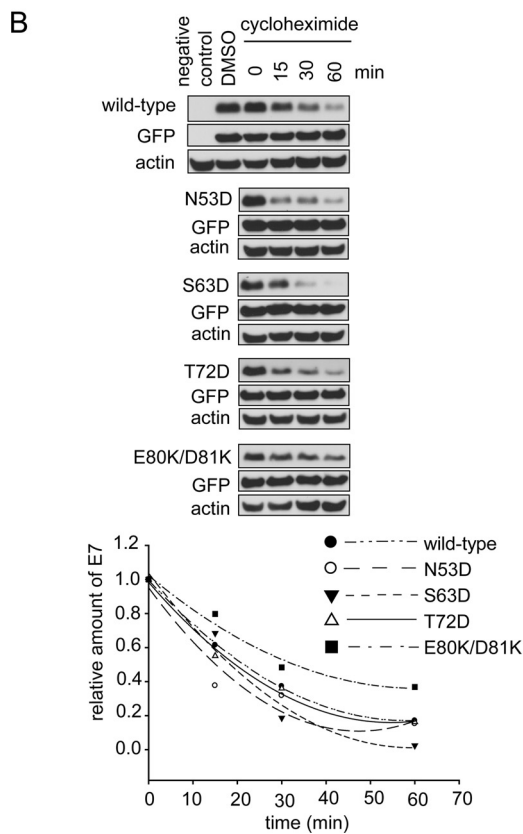 B
cycloheximide
negative
control
DMSO
0 15 30 60 min
wild-type
GFP
actin
N53D
GFP
actin
S63D
GFP
actin
T72D
GFP
actin
E80K/D81K
GFP
actin
relative amount of E7
1.2
1.0
0.8
0.6
0.4
0.2
0.0
0 10 20 30 40 50 60 70
time (min)
wild-type
N53D
S63D
T72D
E80K/D81K